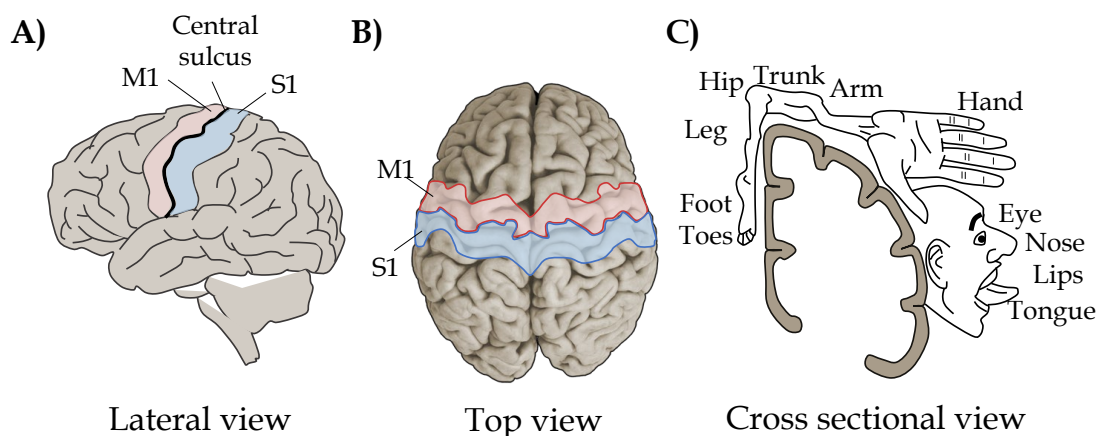 A)
Central
sulcus
M1
S1
Lateral view
B)
M1
S1
Top view
C)
Hip
Trunk
Arm
Hand
Leg
Foot
Toes
Eye
Nose
Lips
Tongue
Cross sectional view